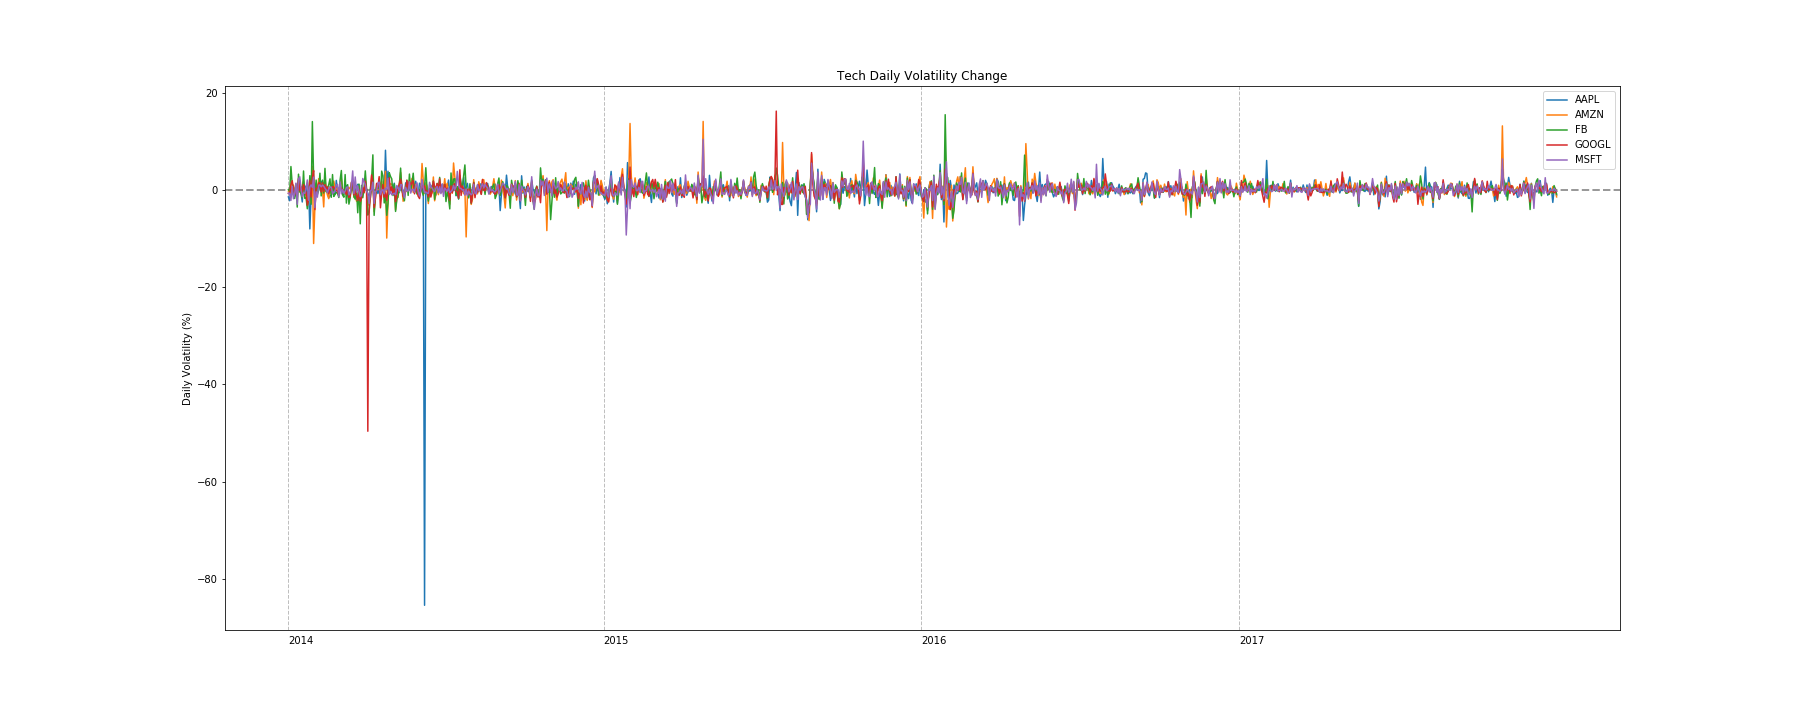 Tech Daily Volatility Change
AAPL
AMZN
FB
GOOGL
MSFT
Daily Volatility (%)
20
0
−20
−40
−60
−80
2014
2015
2016
2017